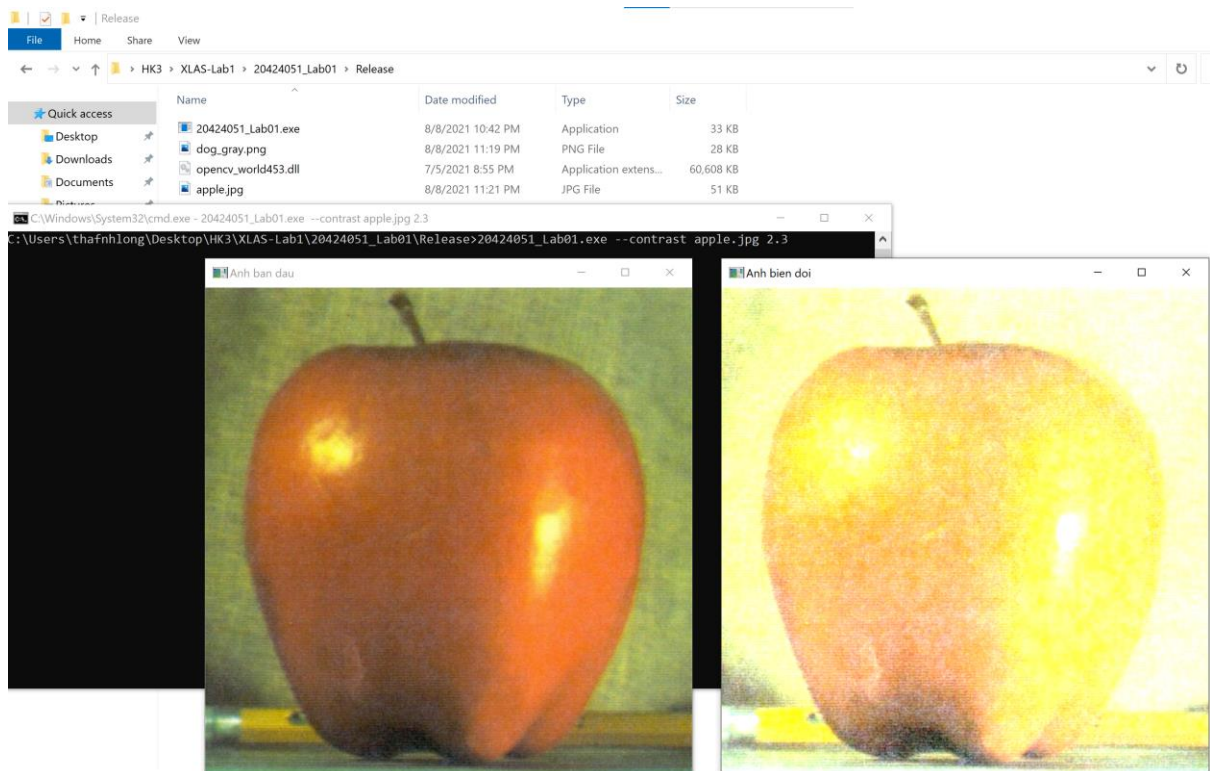 Release
File Home Share View
HK3 > XLAS-Lab1 > 20424051_Lab01 > Release
Name Date modified Type Size
Quick access
Desktop
Downloads
Documents
Pictures
20424051_Lab01.exe 8/8/2021 10:42 PM Application 33 KB
dog_gray.png 8/8/2021 11:19 PM PNG File 28 KB
opencv_world453.dll 7/5/2021 8:55 PM Application extens... 60,608 KB
apple.jpg 8/8/2021 11:21 PM JPG File 51 KB
C:\Windows\System32\cmd.exe - 20424051_Lab01.exe --contrast apple.jpg 2.3
C:\Users\thafnhlong\Desktop\HK3\XLAS-Lab1\20424051_Lab01\Release>20424051_Lab01.exe --contrast apple.jpg 2.3
Anh ban dau
Anh bien doi